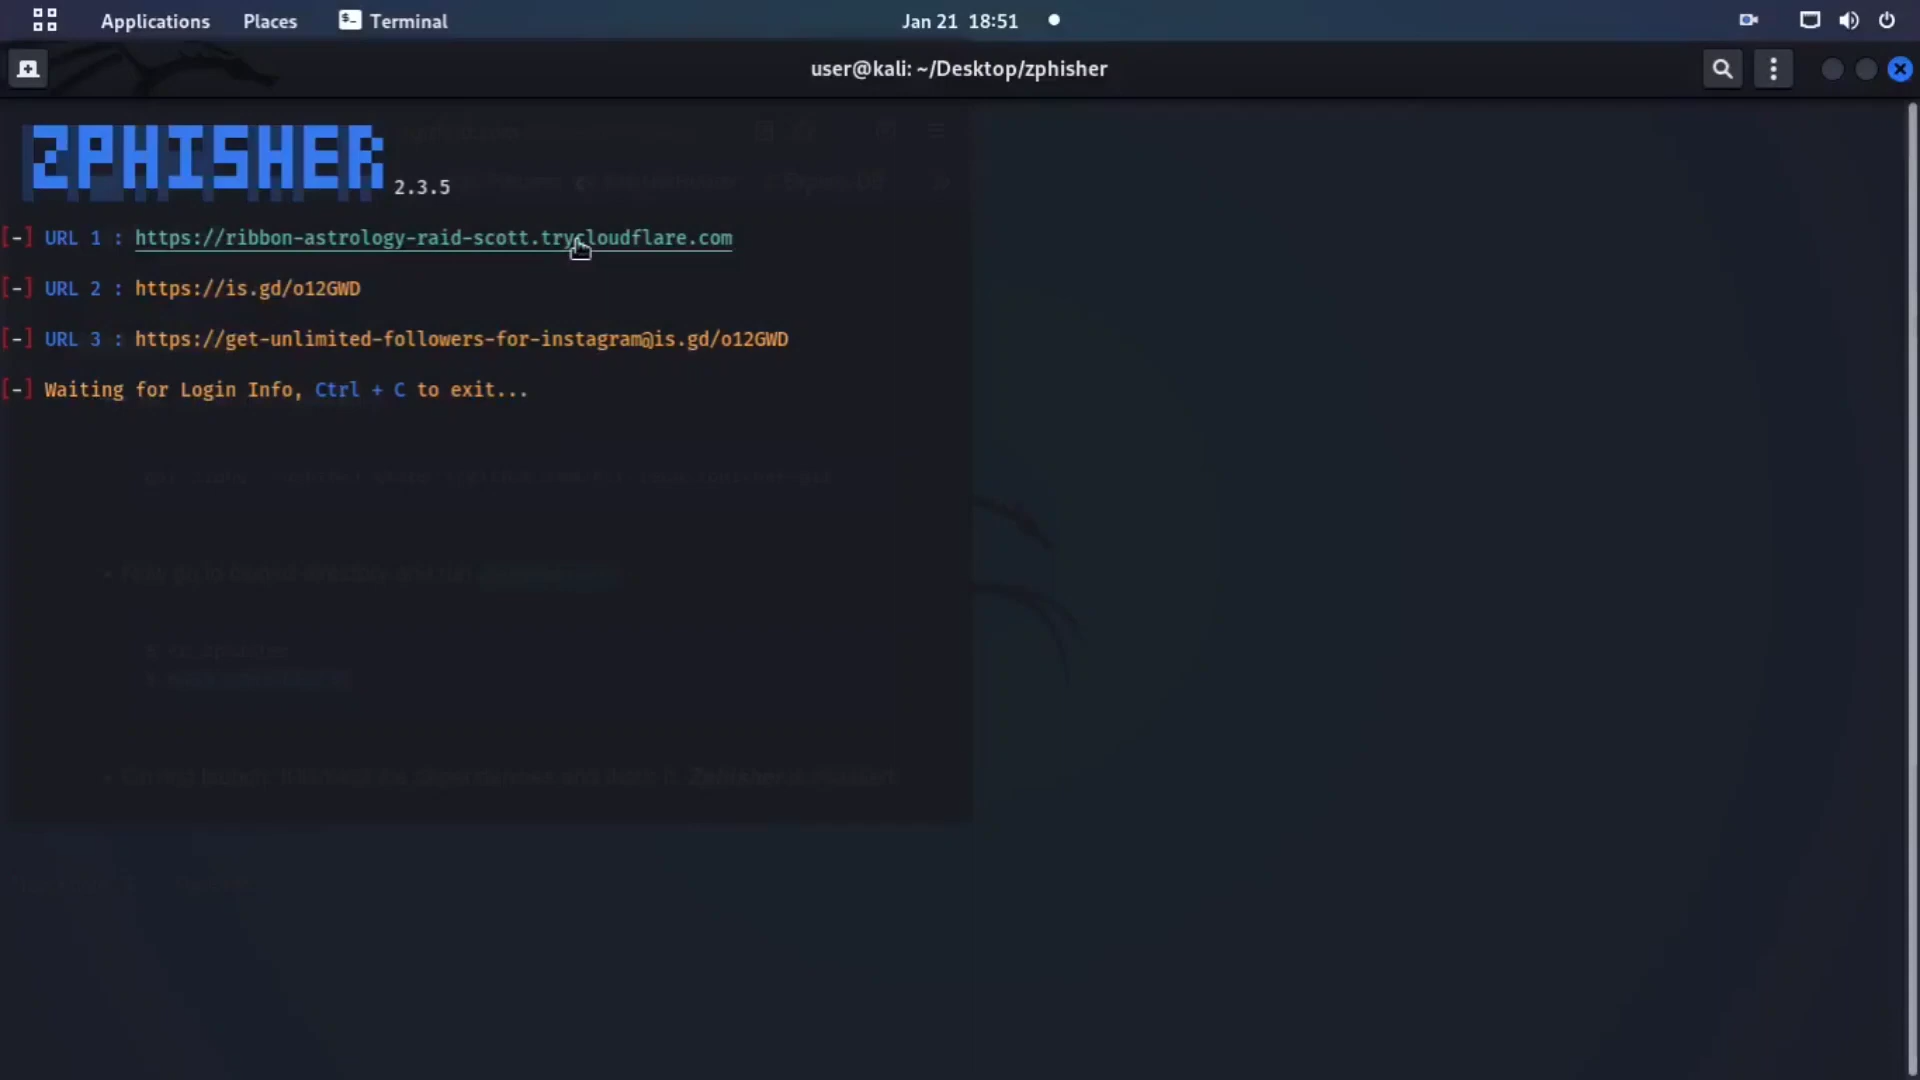 Applications Places Terminal Jan 21 18:51
user@kali: ~/Desktop/zphisher
ZPHISHER 2.3.5
[-] URL 1 : https://ribbon-astrology-raid-scott.trycloudflare.com
[-] URL 2 : https://is.gd/o12GWD
[-] URL 3 : https://get-unlimited-followers-for-instagram@is.gd/o12GWD
[-] Waiting for Login Info, Ctrl + C to exit...